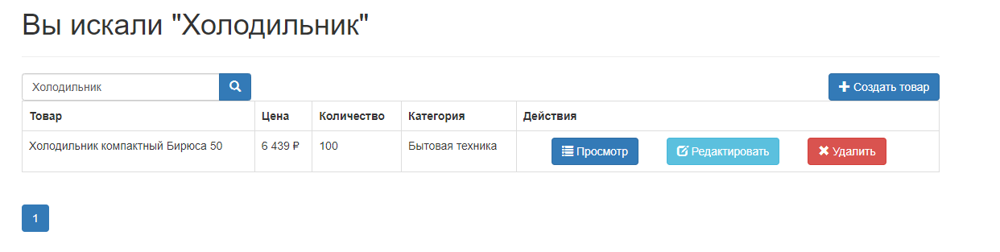 Вы искали "Холодильник"
Холодильник
Создать товар
Товар Цена Количество Категория Действия
Холодильник компактный Бирюса 50 6 439 ₽ 100 Бытовая техника Просмотр Редактировать Удалить
1